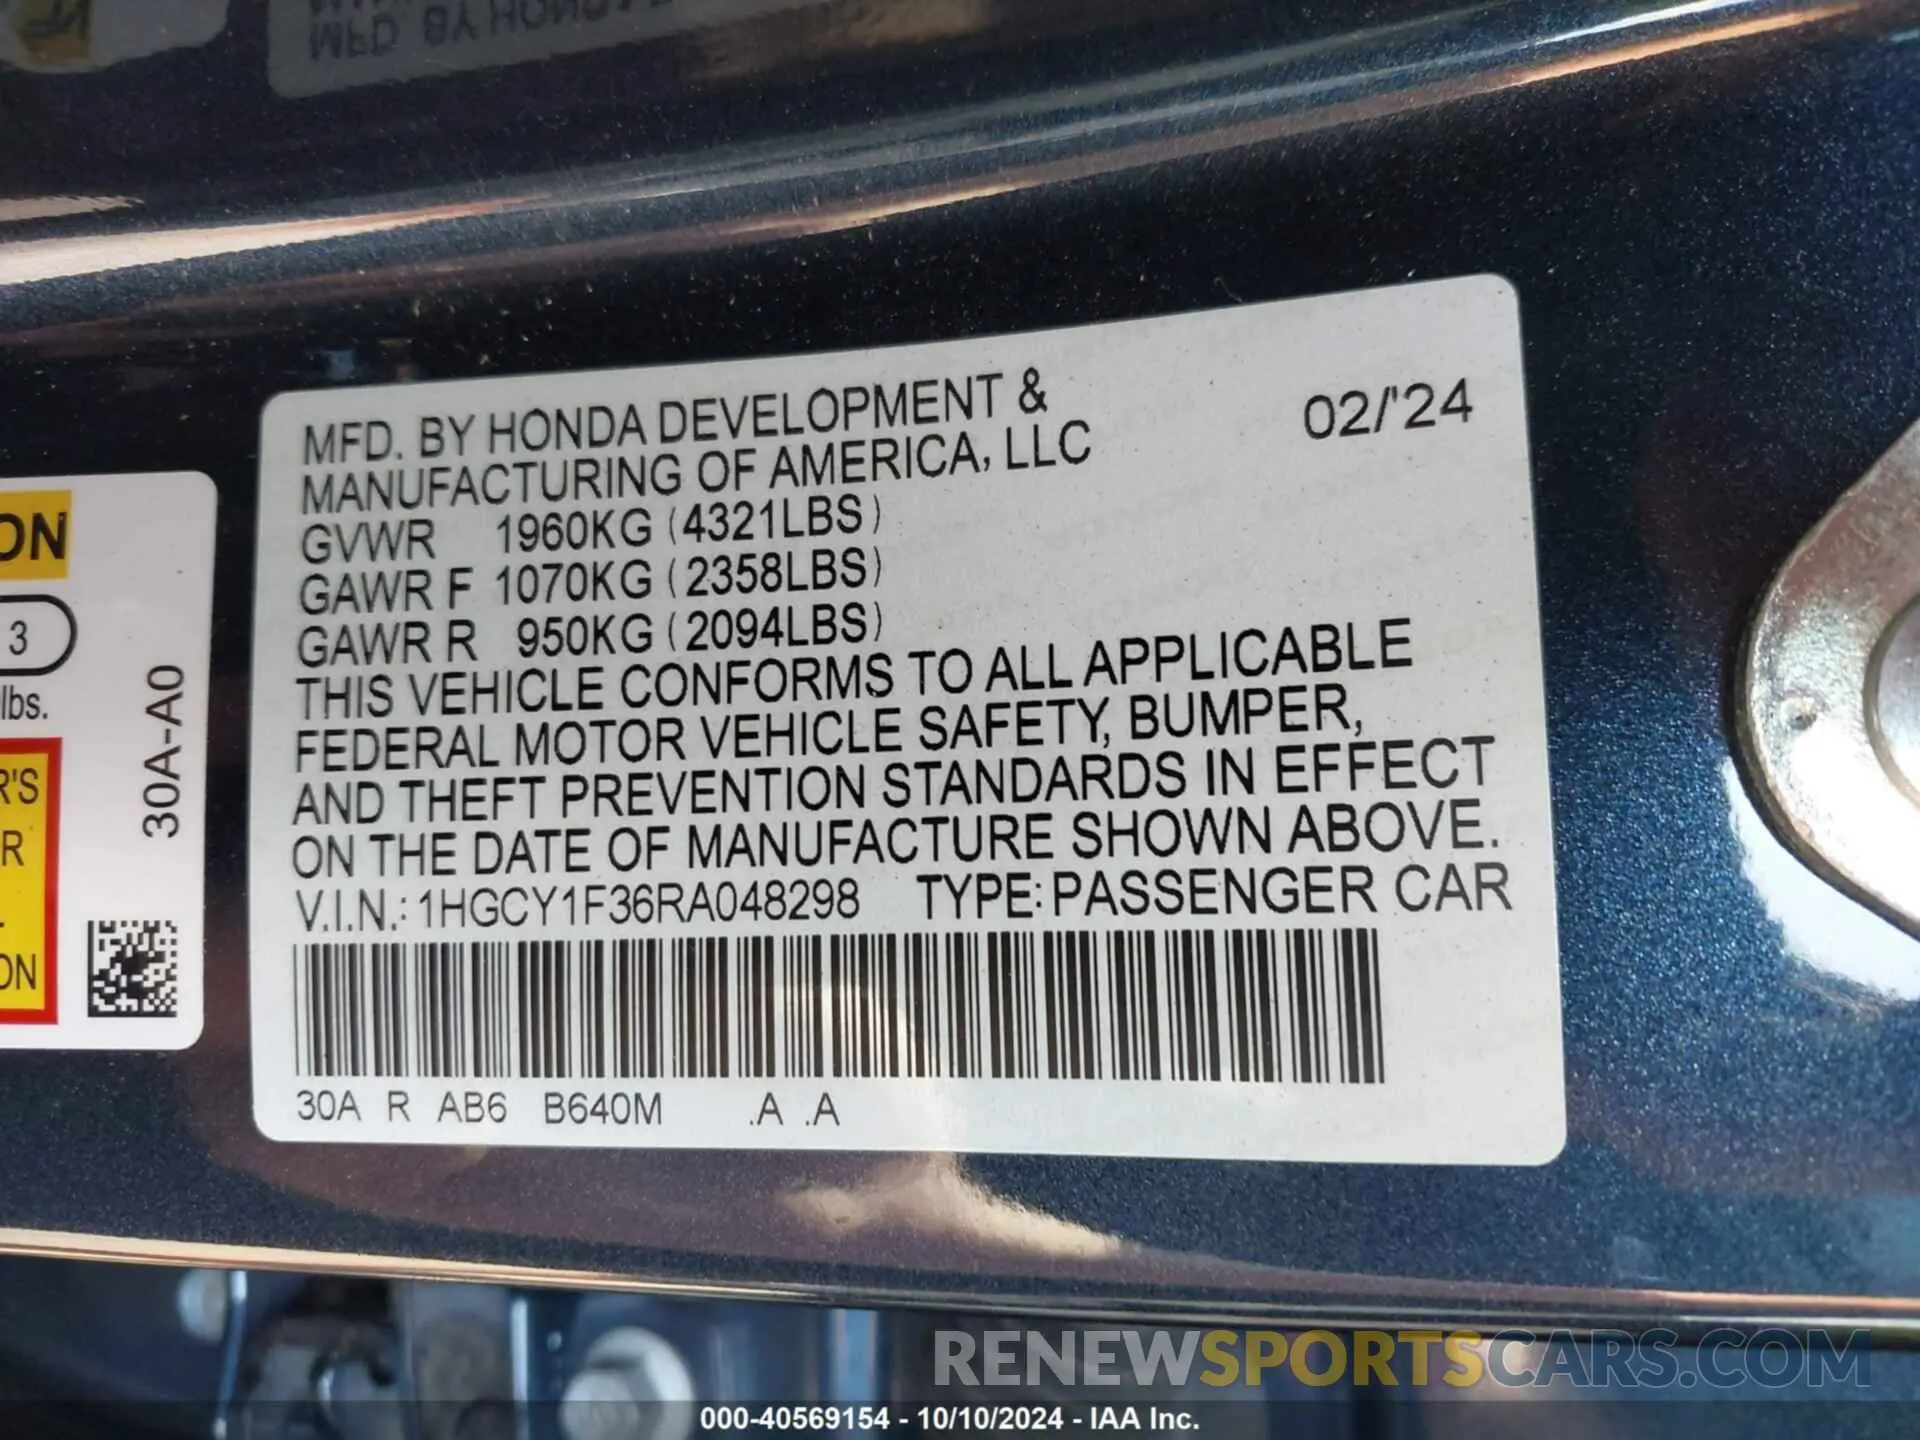 MFD. BY HONDA DEVELOPMENT &
MANUFACTURING OF AMERICA, LLC
02/'24
GVWR 1960KG (4321LBS)
GAWR F 1070KG (2358LBS)
GAWR R 950KG (2094LBS)
THIS VEHICLE CONFORMS TO ALL APPLICABLE
FEDERAL MOTOR VEHICLE SAFETY, BUMPER,
AND THEFT PREVENTION STANDARDS IN EFFECT
ON THE DATE OF MANUFACTURE SHOWN ABOVE.
V.I.N.: 1HGCY1F36RA048298 TYPE: PASSENGER CAR
30A R AB6 B640M .A .A
ON
3
lbs.
R'S
R
ON
30A-A0
RENEWSPORTSCARS.COM
000-40569154 - 10/10/2024 - IAA Inc.